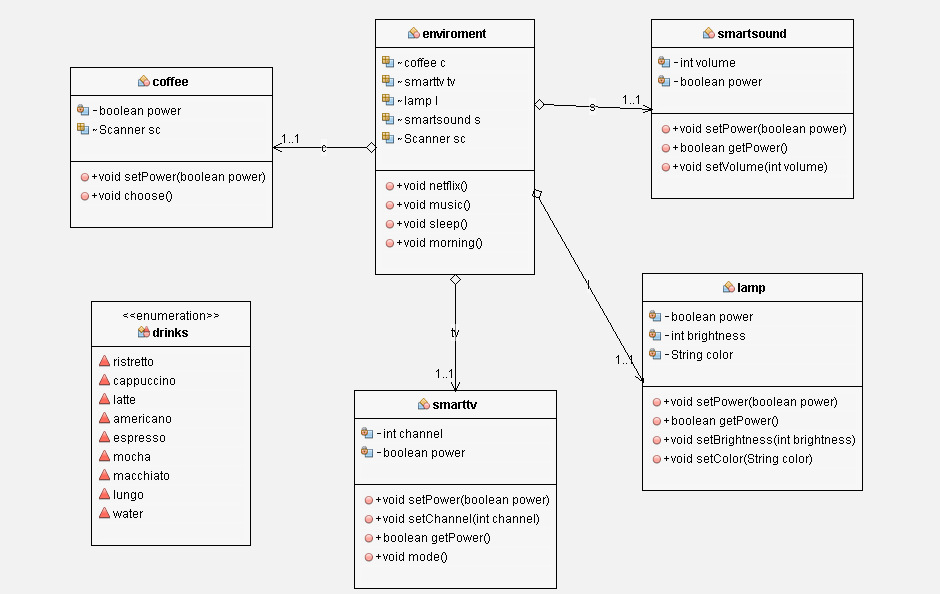 enviroment
~coffee c
~smarttv tv
~lamp l
~smartsound s
~Scanner sc
+void netflix()
+void music()
+void sleep()
+void morning()
smartsound
-int volume
-boolean power
+void setPower(boolean power)
+boolean getPower()
+void setVolume(int volume)
coffee
-boolean power
~Scanner sc
+void setPower(boolean power)
+void choose()
1..1
c
s
1..1
l
1..1
tv
1..1
lamp
-boolean power
-int brightness
-String color
+void setPower(boolean power)
+boolean getPower()
+void setBrightness(int brightness)
+void setColor(String color)
<<enumeration>>
drinks
ristretto
cappuccino
latte
americano
espresso
mocha
macchiato
lungo
water
smarttv
-int channel
-boolean power
+void setPower(boolean power)
+void setChannel(int channel)
+boolean getPower()
+void mode()